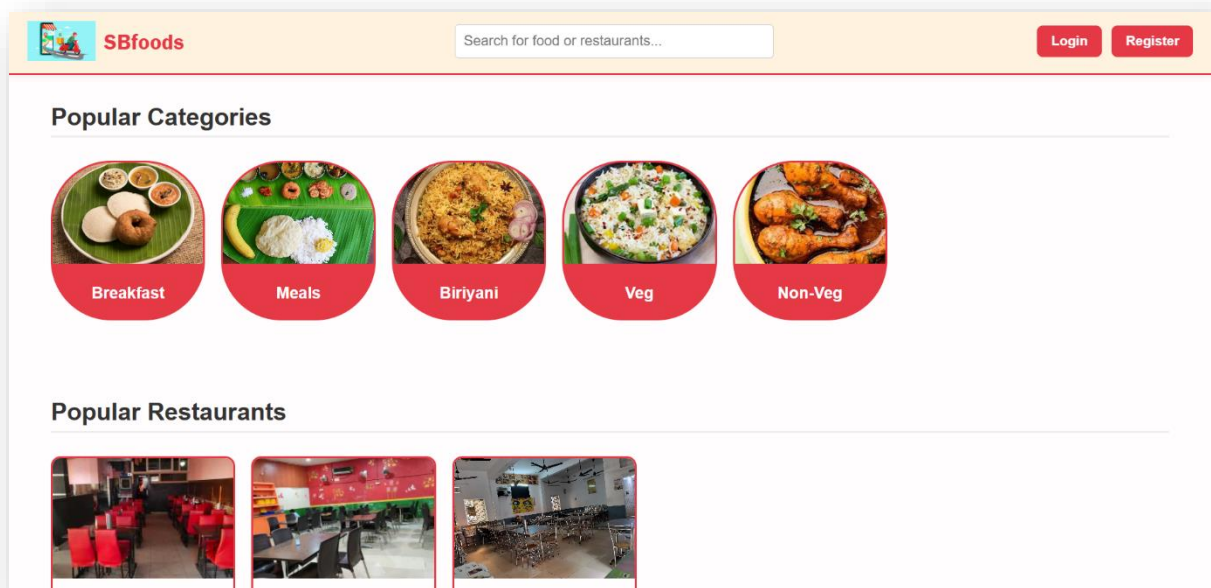 SBfoods
Search for food or restaurants...
Login
Register
Popular Categories
Breakfast
Meals
Biriyani
Veg
Non-Veg
Popular Restaurants